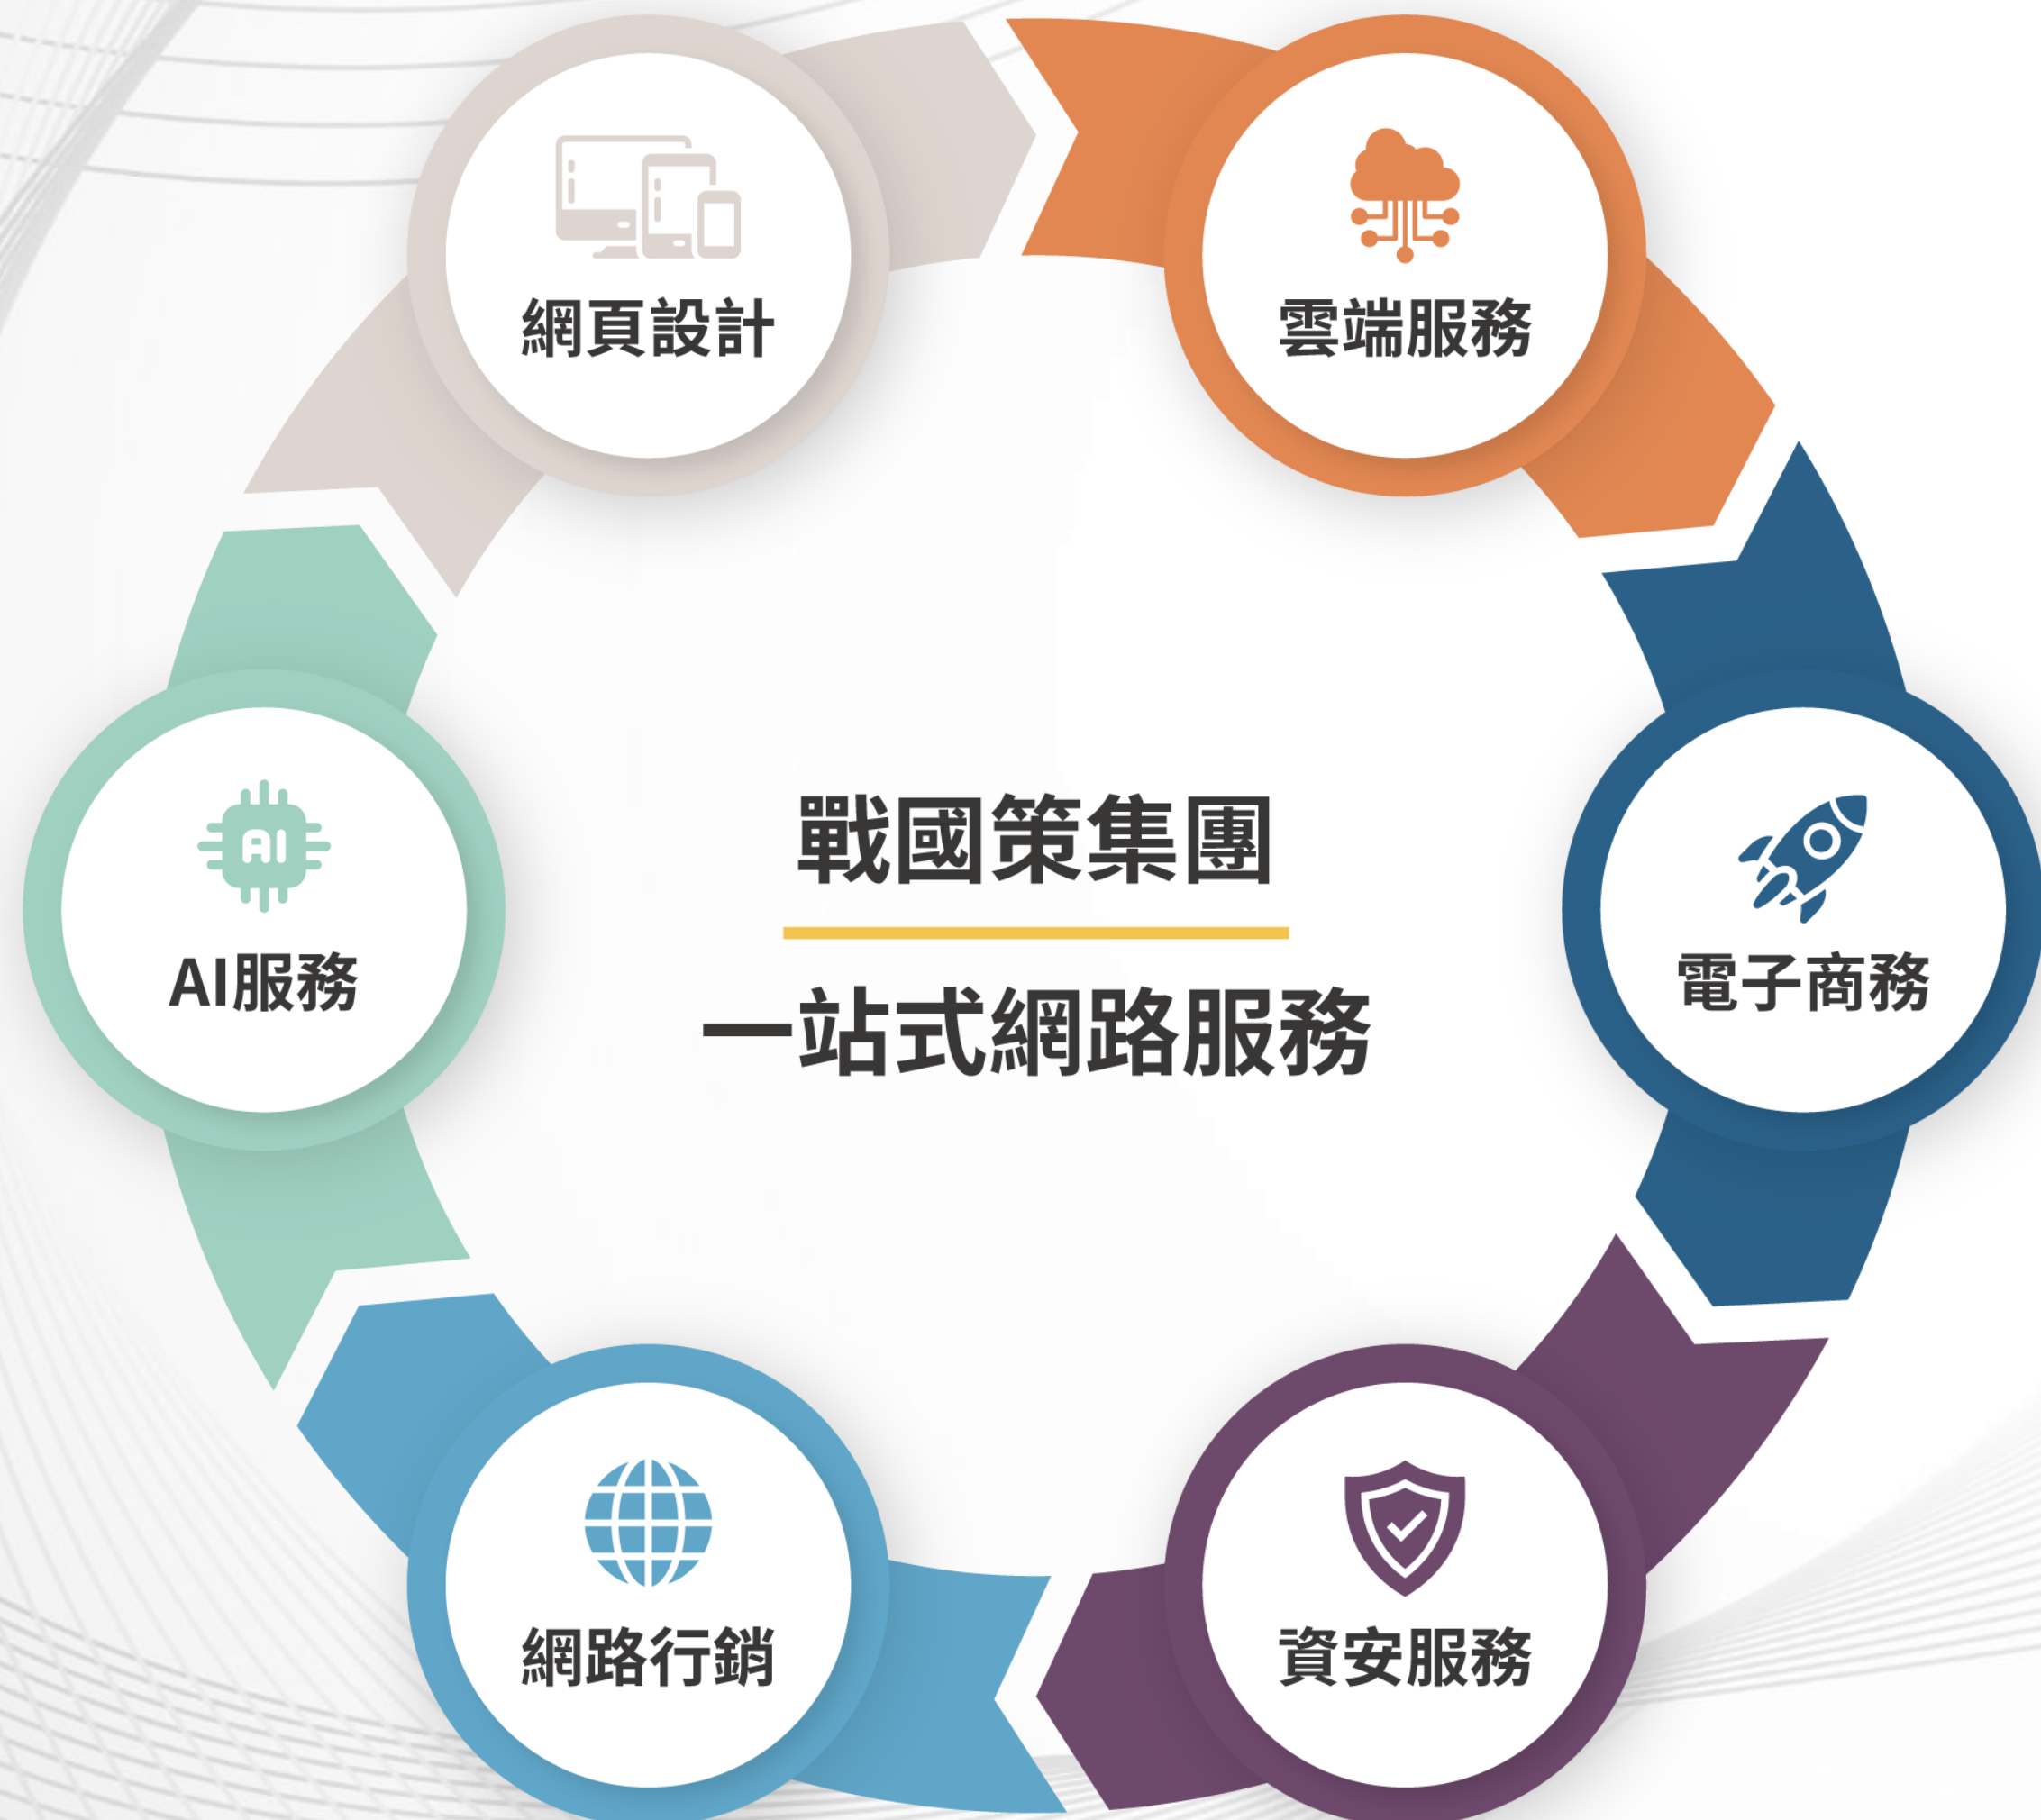 網頁設計
雲端服務
戰國策集團
一站式網路服務
AI
AI服務
電子商務
網路行銷
資安服務